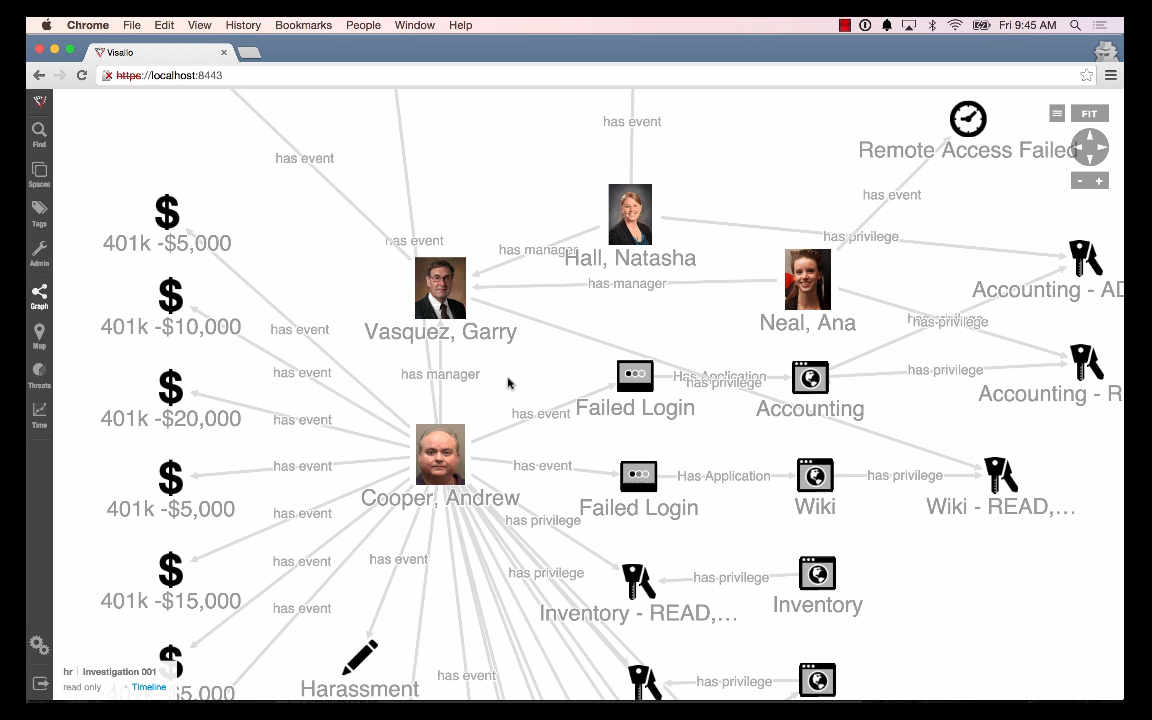 Chrome File Edit View History Bookmarks People Window Help
Fri 9:45 AM
Visallo
https://localhost:8443
Find
Spaces
Tags
Admin
Graph
Map
Threats
Time
FIT
- +
has event
Remote Access Failed
has event
has event
401k -$5,000
has event
has manager
Hall, Natasha
has privilege
has manager
Accounting - AD
401k -$10,000
has event
Vasquez, Garry
Neal, Ana
has privilege
has event
has manager
Has Application
has privilege
has privilege
Accounting - R
401k -$20,000
has event
has event
Failed Login
Accounting
has event
has event
Has Application
has privilege
401k -$5,000
has event
Cooper, Andrew
Failed Login
Wiki
Wiki - READ,...
has privilege
has event
has event
has privilege
has privilege
401k -$15,000
has event
Inventory - READ,...
Inventory
hr Investigation 001
read only Timeline
has event
has privilege
Harassment